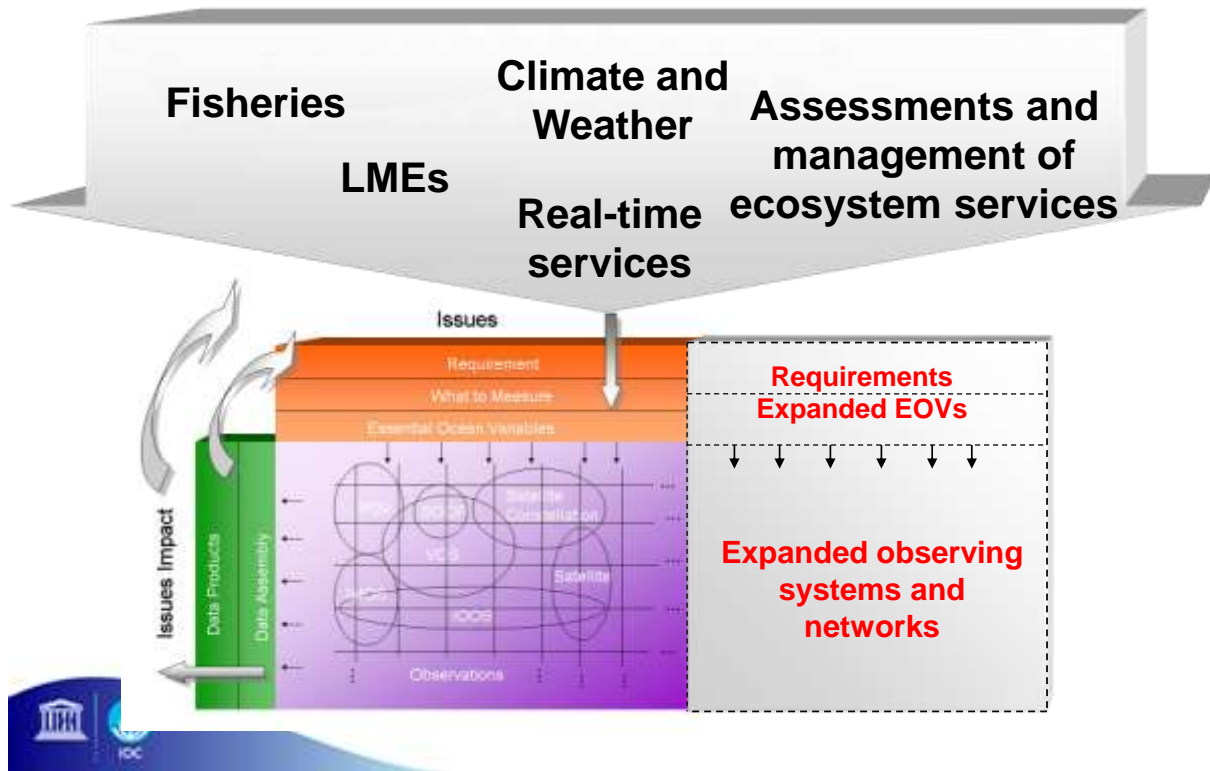 Fisheries
LMEs
Climate and
Weather
Real-time
services
Assessments and
management of
ecosystem services
Issues
Requirement
What to Measure
Essential Ocean Variables
Requirements
Expanded EOVs
Issues Impact
Data Products
Data Assembly
Satellite
Constellation
VOS
Satellite
IOOS
Observations
Expanded observing
systems and
networks
IOC